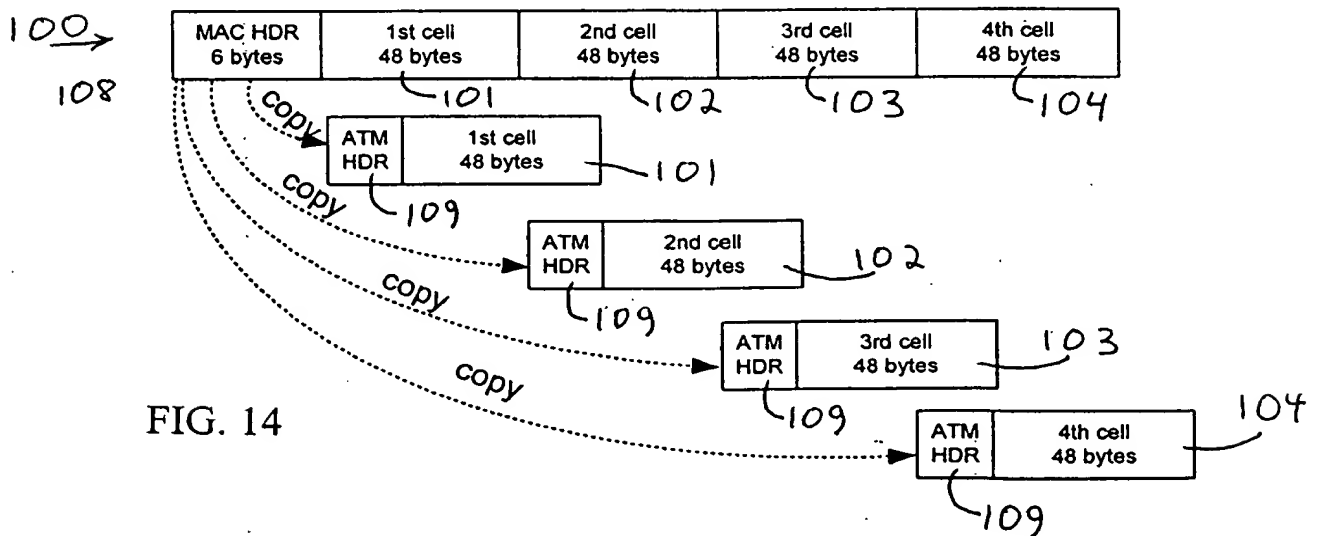 100
MAC HDR
6 bytes
1st cell
48 bytes
2nd cell
48 bytes
3rd cell
48 bytes
4th cell
48 bytes
108
101
102
103
104
copy
ATM
HDR
1st cell
48 bytes
101
109
copy
ATM
HDR
2nd cell
48 bytes
102
109
copy
ATM
HDR
3rd cell
48 bytes
103
109
copy
ATM
HDR
4th cell
48 bytes
104
109
FIG. 14